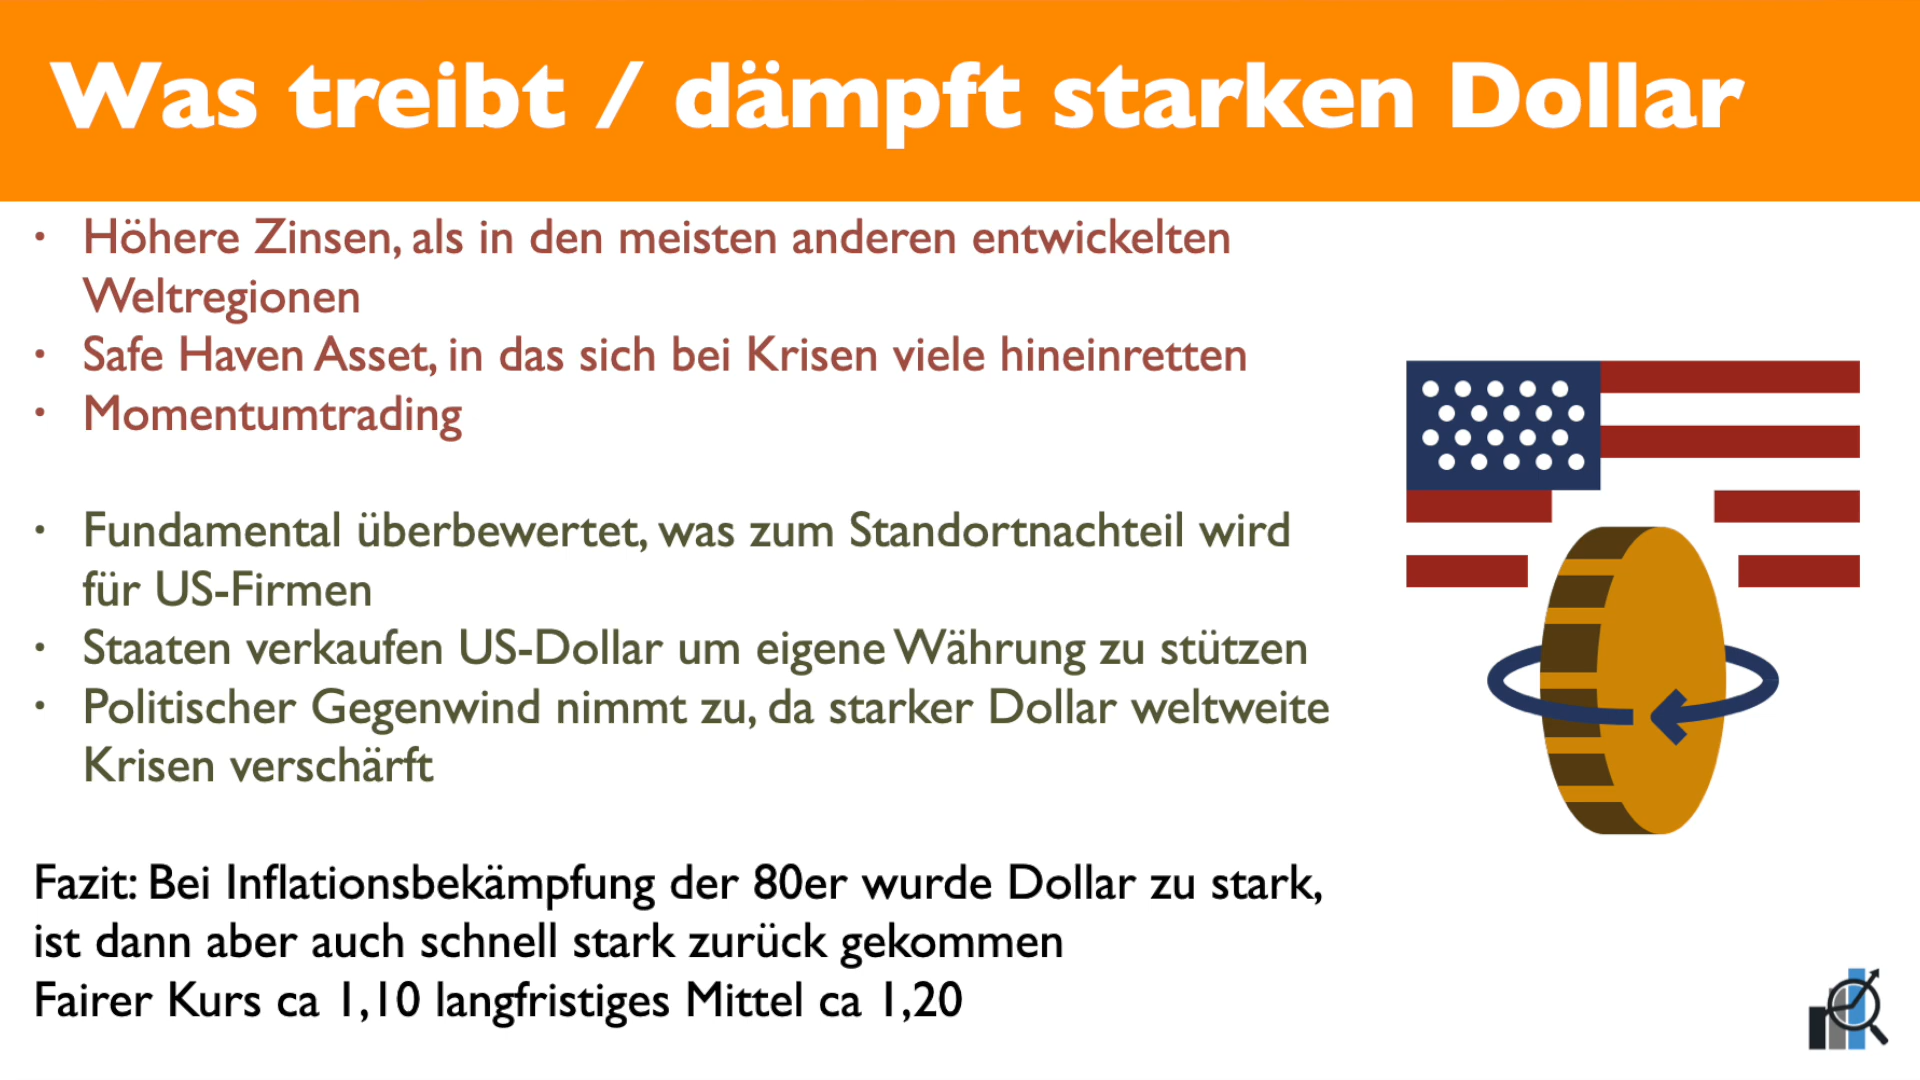 Was treibt / dämpft starken Dollar
• Höhere Zinsen, als in den meisten anderen entwickelten
Weltregionen
• Safe Haven Asset, in das sich bei Krisen viele hineinretten
• Momentumtrading
• Fundamental überbewertet, was zum Standortnachteil wird
für US-Firmen
• Staaten verkaufen US-Dollar um eigene Währung zu stützen
• Politischer Gegenwind nimmt zu, da starker Dollar weltweite
Krisen verschärft
Fazit: Bei Inflationsbekämpfung der 80er wurde Dollar zu stark,
ist dann aber auch schnell stark zurück gekommen
Fairer Kurs ca 1,10 langfristiges Mittel ca 1,20